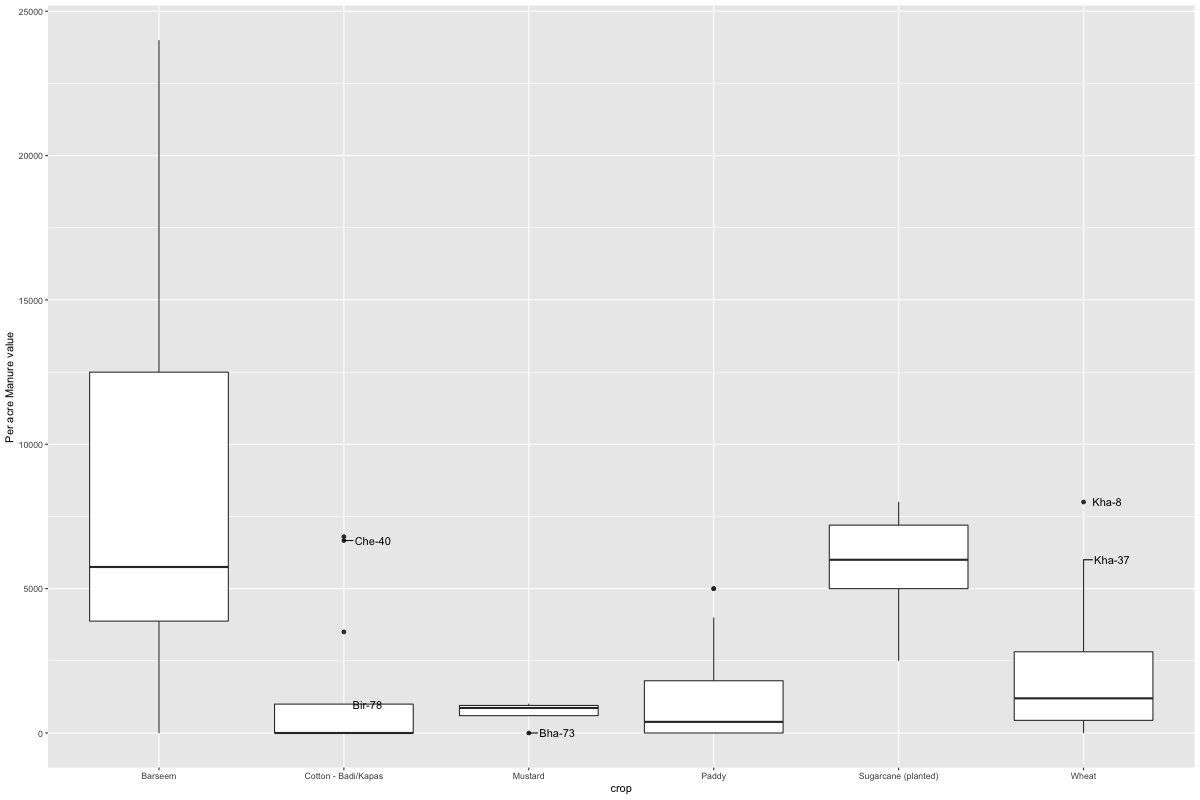 25000
20000
15000
10000
5000
0
Per acre Manure value
Kha-8
Che-40
Kha-37
Bir-78
Bha-73
Barseem
Cotton - Badi/Kapas
Mustard
Paddy
Sugarcane (planted)
Wheat
crop